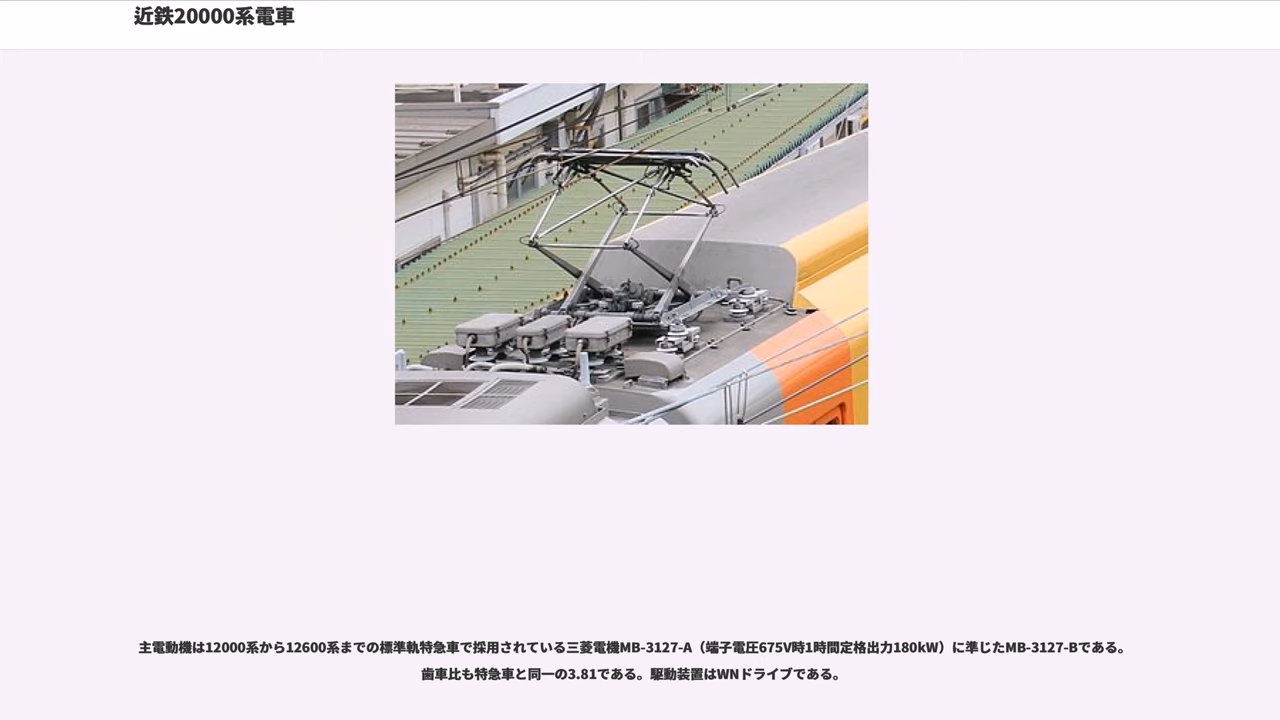 近鉄20000系電車
主電動機は12000系から12600系までの標準軌特急車で採用されている三菱電機MB-3127-A（端子電圧675V時1時間定格出力180kW）に準じたMB-3127-Bである。
歯車比も特急車と同一の3.81である。駆動装置はWNドライブである。